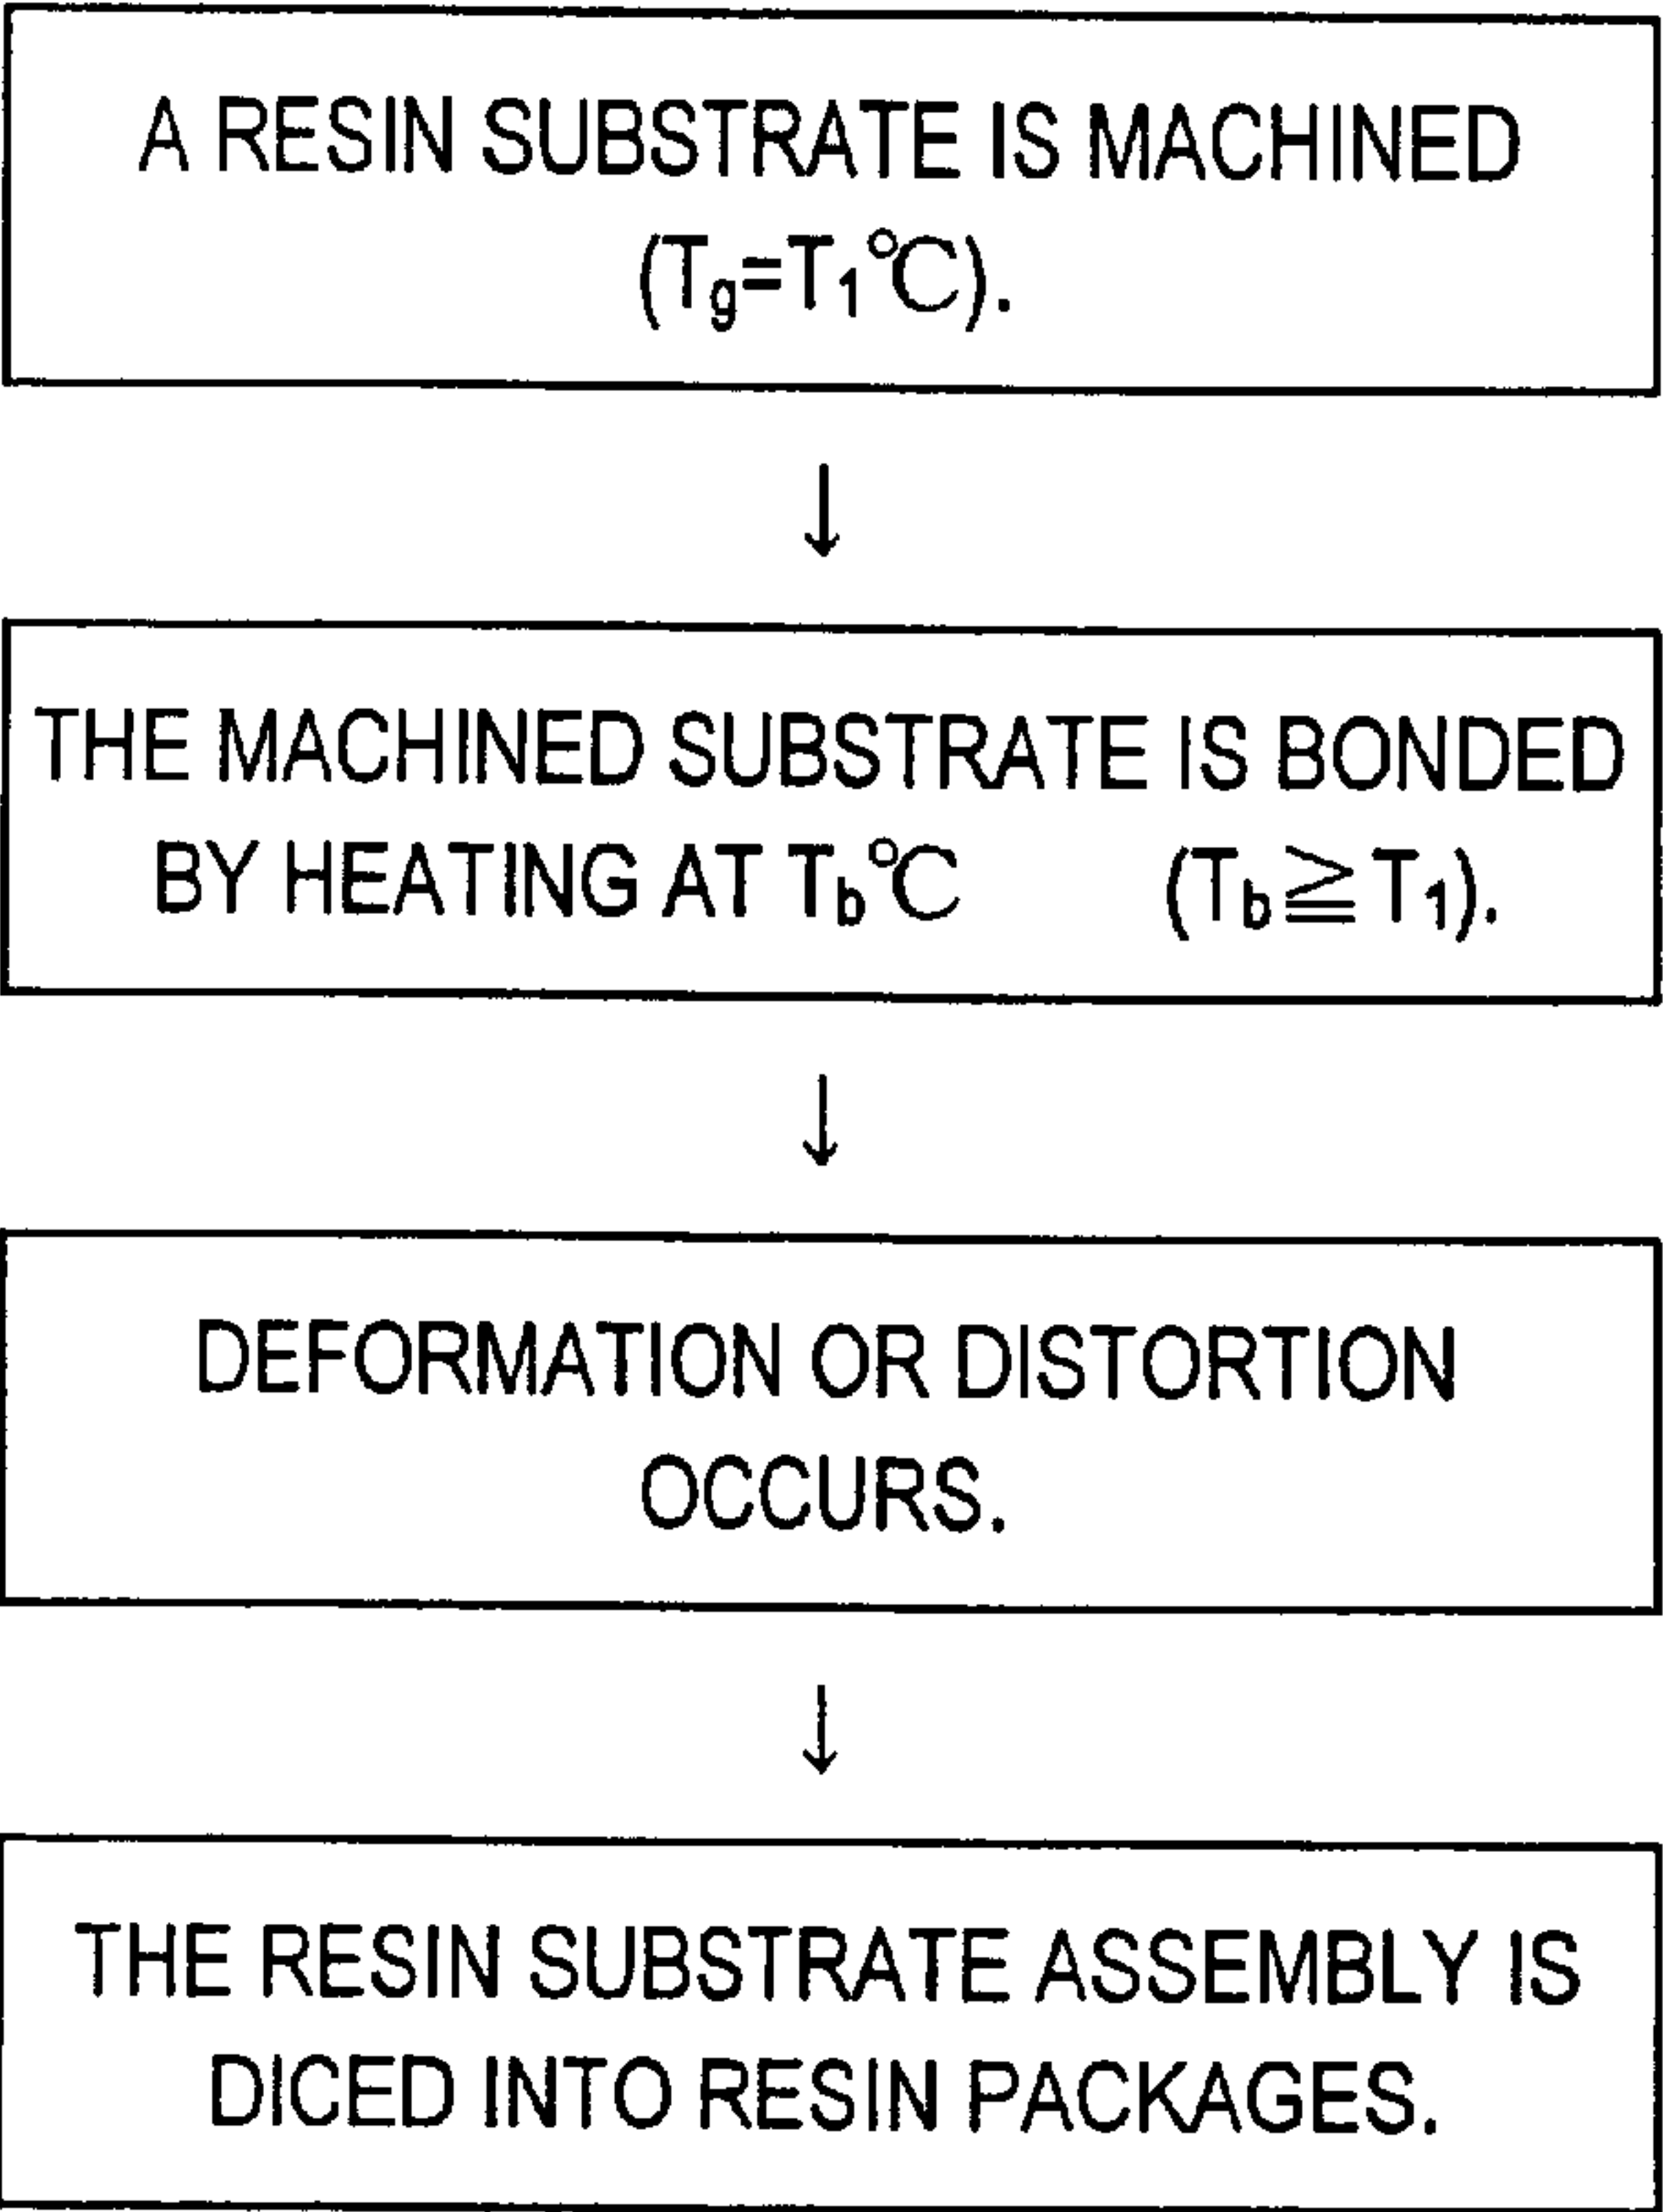 A RESIN SUBSTRATE IS MACHINED
(Tg=T1℃).
↓
THE MACHINED SUBSTRATE IS BONDED
BY HEATING AT Tb℃ (Tb≧T1).
↓
DEFORMATION OR DISTORTION
OCCURS.
↓
THE RESIN SUBSTRATE ASSEMBLY IS
DICED INTO RESIN PACKAGES.